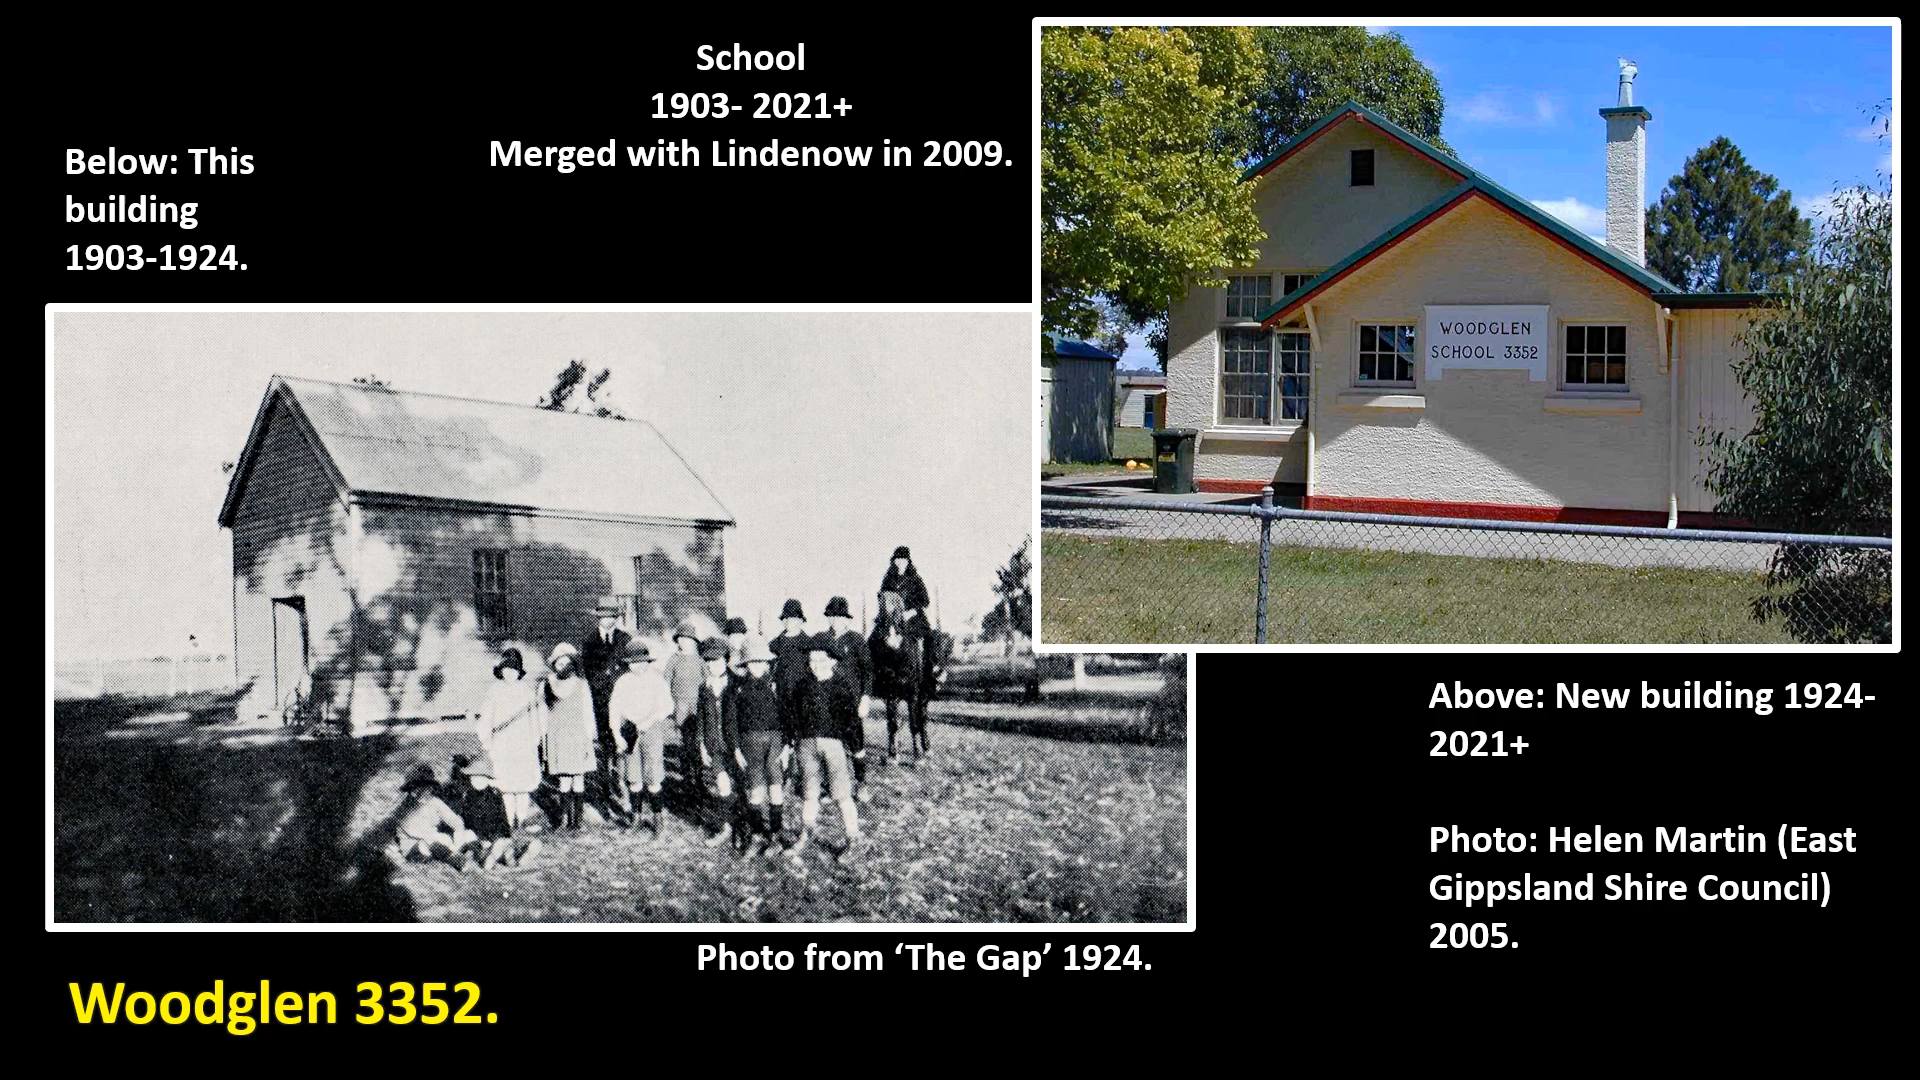 School
1903- 2021+
Merged with Lindenow in 2009.
Below: This
building
1903-1924.
WOODGLEN
SCHOOL 3352
Above: New building 1924-
2021+
Photo: Helen Martin (East
Gippsland Shire Council)
2005.
Photo from ‘The Gap’ 1924.
Woodglen 3352.